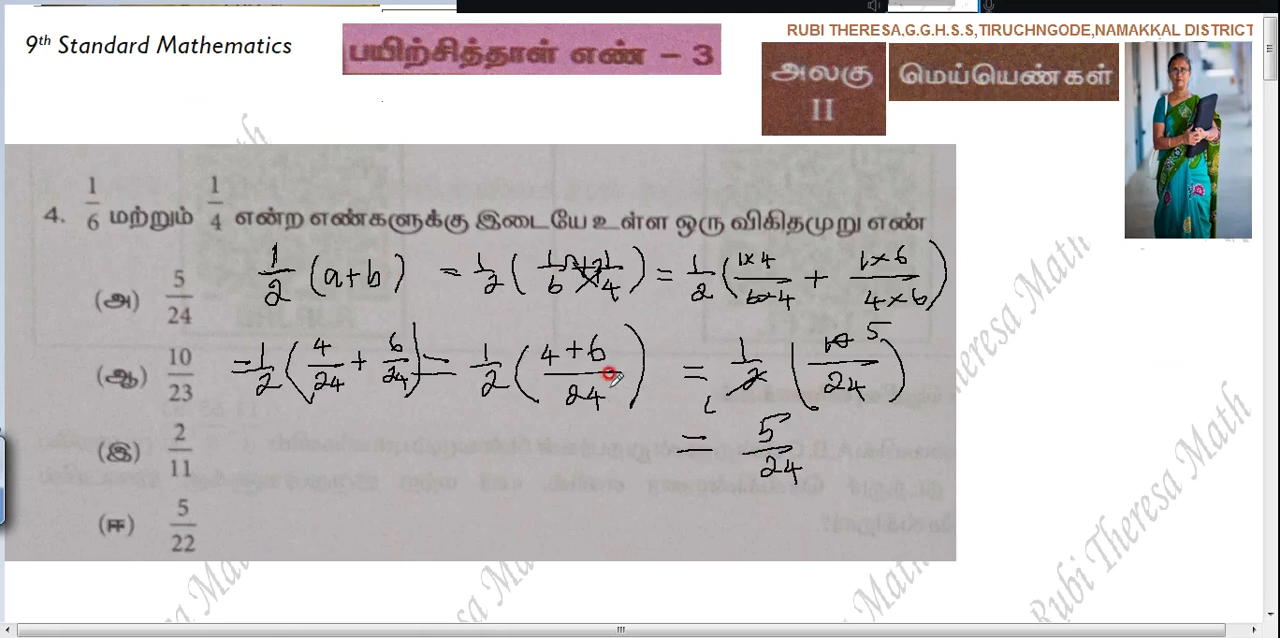 RUBI THERESA,G.G.H.S.S,TIRUCHNGODE,NAMAKKAL DISTRICT
9th Standard Mathematics
பயிற்சித்தாள் எண் - 3
அலகு
II
மெய்யெண்கள்
4. 1/6 மற்றும் 1/4 என்ற எண்களுக்கு இடையே உள்ள ஒரு விகிதமுறு எண்
1/2 (a+b) = 1/2 (1/6 + 1/4) = 1/2 (1×4/6×4 + 1×6/4×6)
(அ) 5/24
= 1/2 (4/24 + 6/24) = 1/2 (4+6/24) = 1/2 (10/24) 5
(ஆ) 10/23
= 5/24
(இ) 2/11
(ஈ) 5/22
Rubi Theresa Math